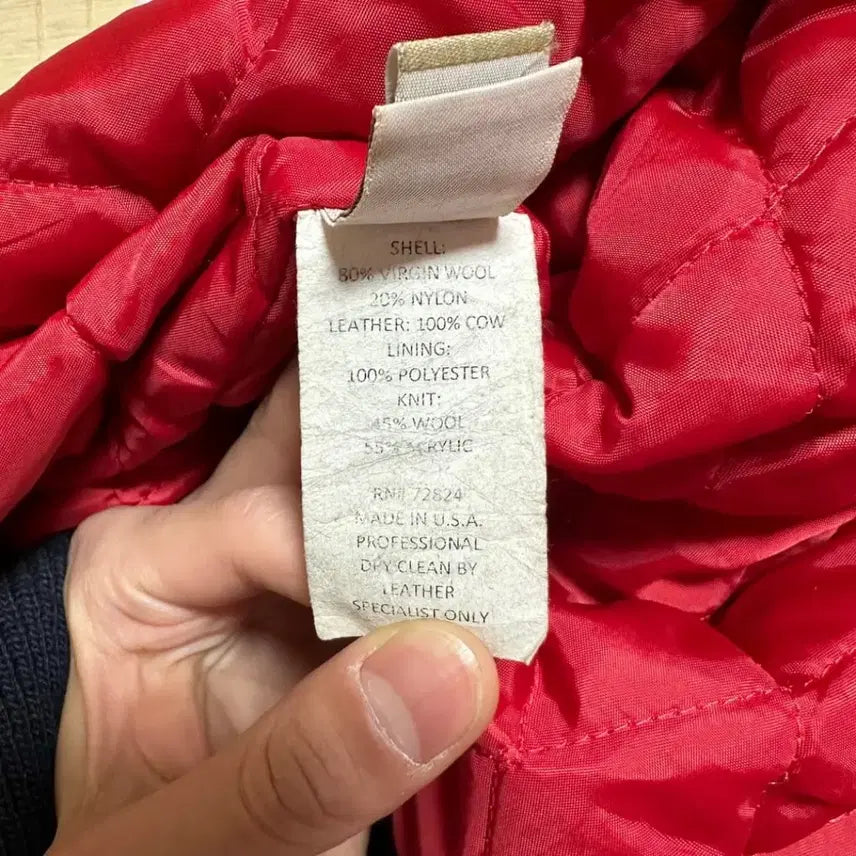 SHELL:
80% VIRGIN WOOL
20% NYLON
LEATHER: 100% COW
LINING:
100% POLYESTER
KNIT:
45% WOOL
55% ACRYLIC
RN# 72824
MADE IN U.S.A.
PROFESSIONAL
DRY CLEAN BY
LEATHER
SPECIALIST ONLY